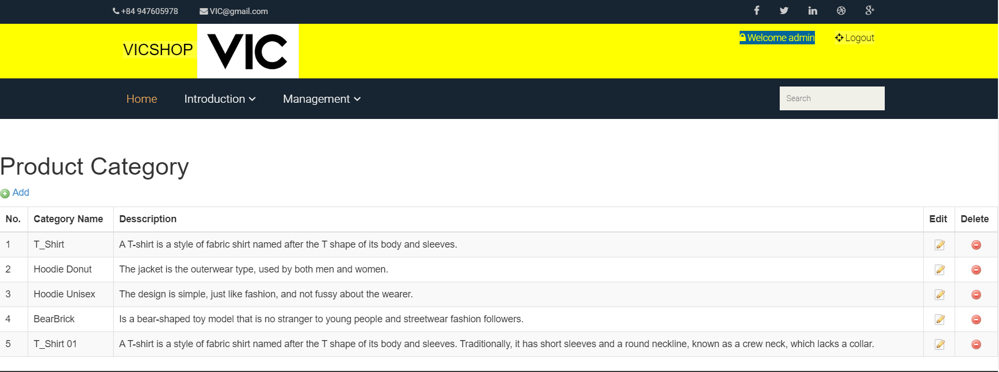 +84 947605978 VIC@gmail.com
VICSHOP VIC Welcome admin Logout
Home Introduction Management Search
Product Category
Add
No. Category Name Desscription Edit Delete
1 T_Shirt A T-shirt is a style of fabric shirt named after the T shape of its body and sleeves.
2 Hoodie Donut The jacket is the outerwear type, used by both men and women.
3 Hoodie Unisex The design is simple, just like fashion, and not fussy about the wearer.
4 BearBrick Is a bear-shaped toy model that is no stranger to young people and streetwear fashion followers.
5 T_Shirt 01 A T-shirt is a style of fabric shirt named after the T shape of its body and sleeves. Traditionally, it has short sleeves and a round neckline, known as a crew neck, which lacks a collar.